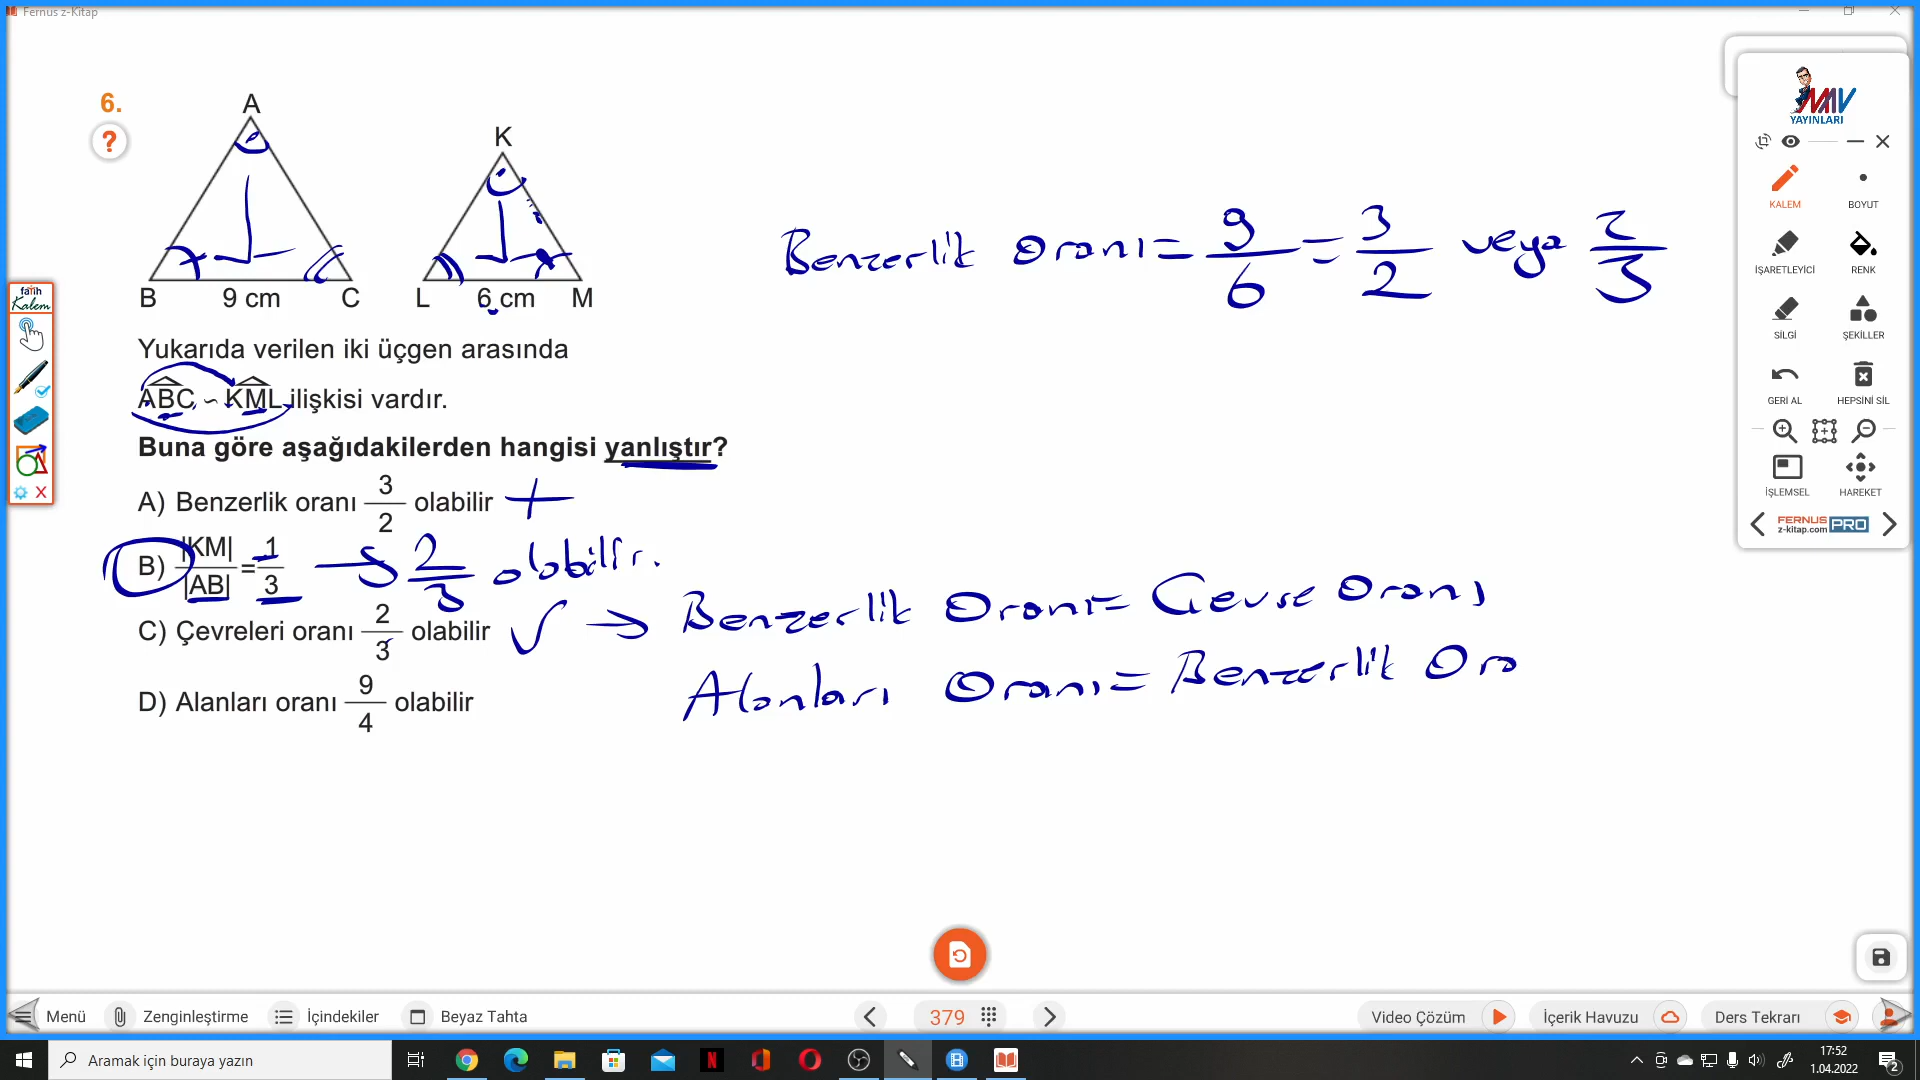 Fernus z-Kitap
6.
?
A
K
B 9 cm C
L 6 cm M
Benzerlik Oranı = 9/6 = 3/2 veya 2/3
Yukarıda verilen iki üçgen arasında
ABC ~ KML ilişkisi vardır.
Buna göre aşağıdakilerden hangisi yanlıştır?
A) Benzerlik oranı 3/2 olabilir
B) |KM|/|AB| = 1/3 → 2/3 olabilir.
C) Çevreleri oranı 2/3 olabilir ✓ → Benzerlik Oranı = Çevre Oranı
Alanları Oranı = Benzerlik Ora
D) Alanları oranı 9/4 olabilir
fatih
Kalem
X
MAV
YAYINLARI
KALEM BOYUT
İŞARETLEYİCİ RENK
SİLGİ ŞEKİLLER
GERİ AL HEPSİNİ SİL
İŞLEMSEL HAREKET
FERNUS PRO
z-kitap.com
Menü Zenginleştirme İçindekiler Beyaz Tahta 379 Video Çözüm İçerik Havuzu Ders Tekrarı
Aramak için buraya yazın
17:52
1.04.2022
2